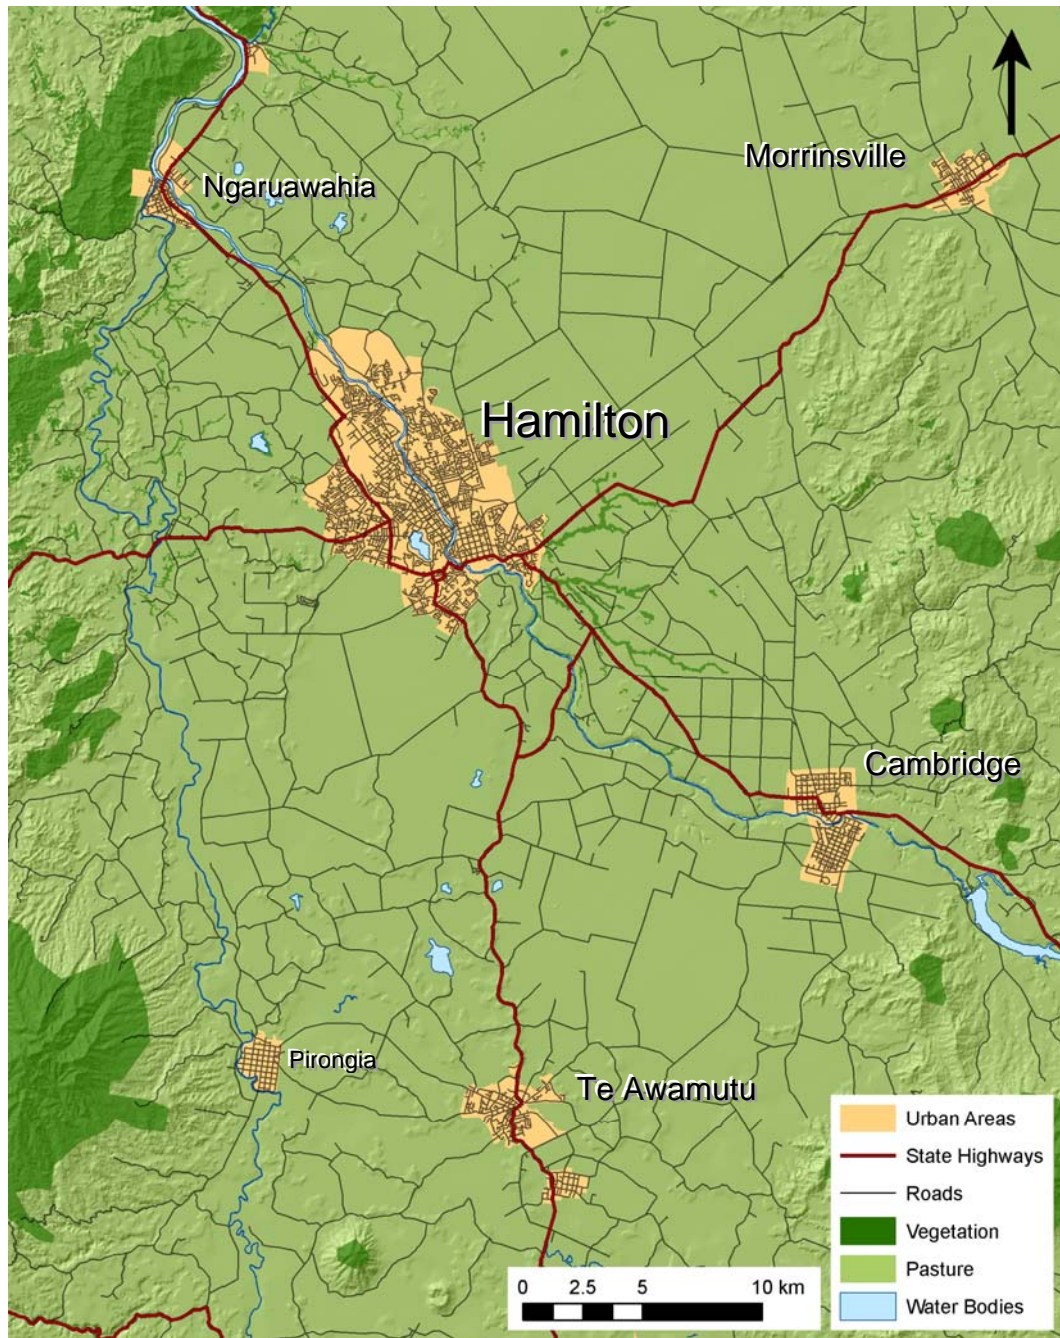 Morrinsville
Ngaruawahia
Hamilton
Cambridge
Pirongia
Te Awamutu
Urban Areas
State Highways
Roads
Vegetation
Pasture
Water Bodies
0 2.5 5 10 km